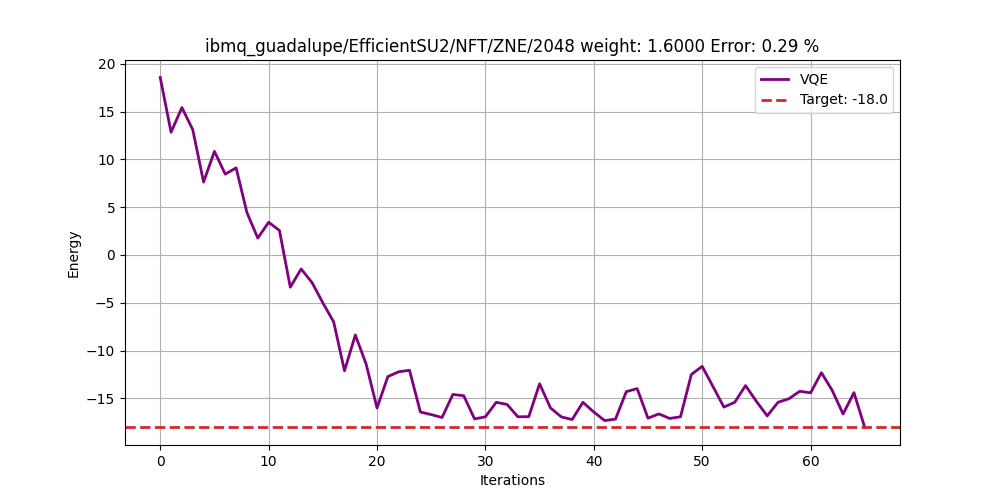 ibmq_guadalupe/EfficientSU2/NFT/ZNE/2048 weight: 1.6000 Error: 0.29 %
VQE
Target: -18.0
20
15
10
5
0
−5
−10
−15
Energy
0 10 20 30 40 50 60
Iterations